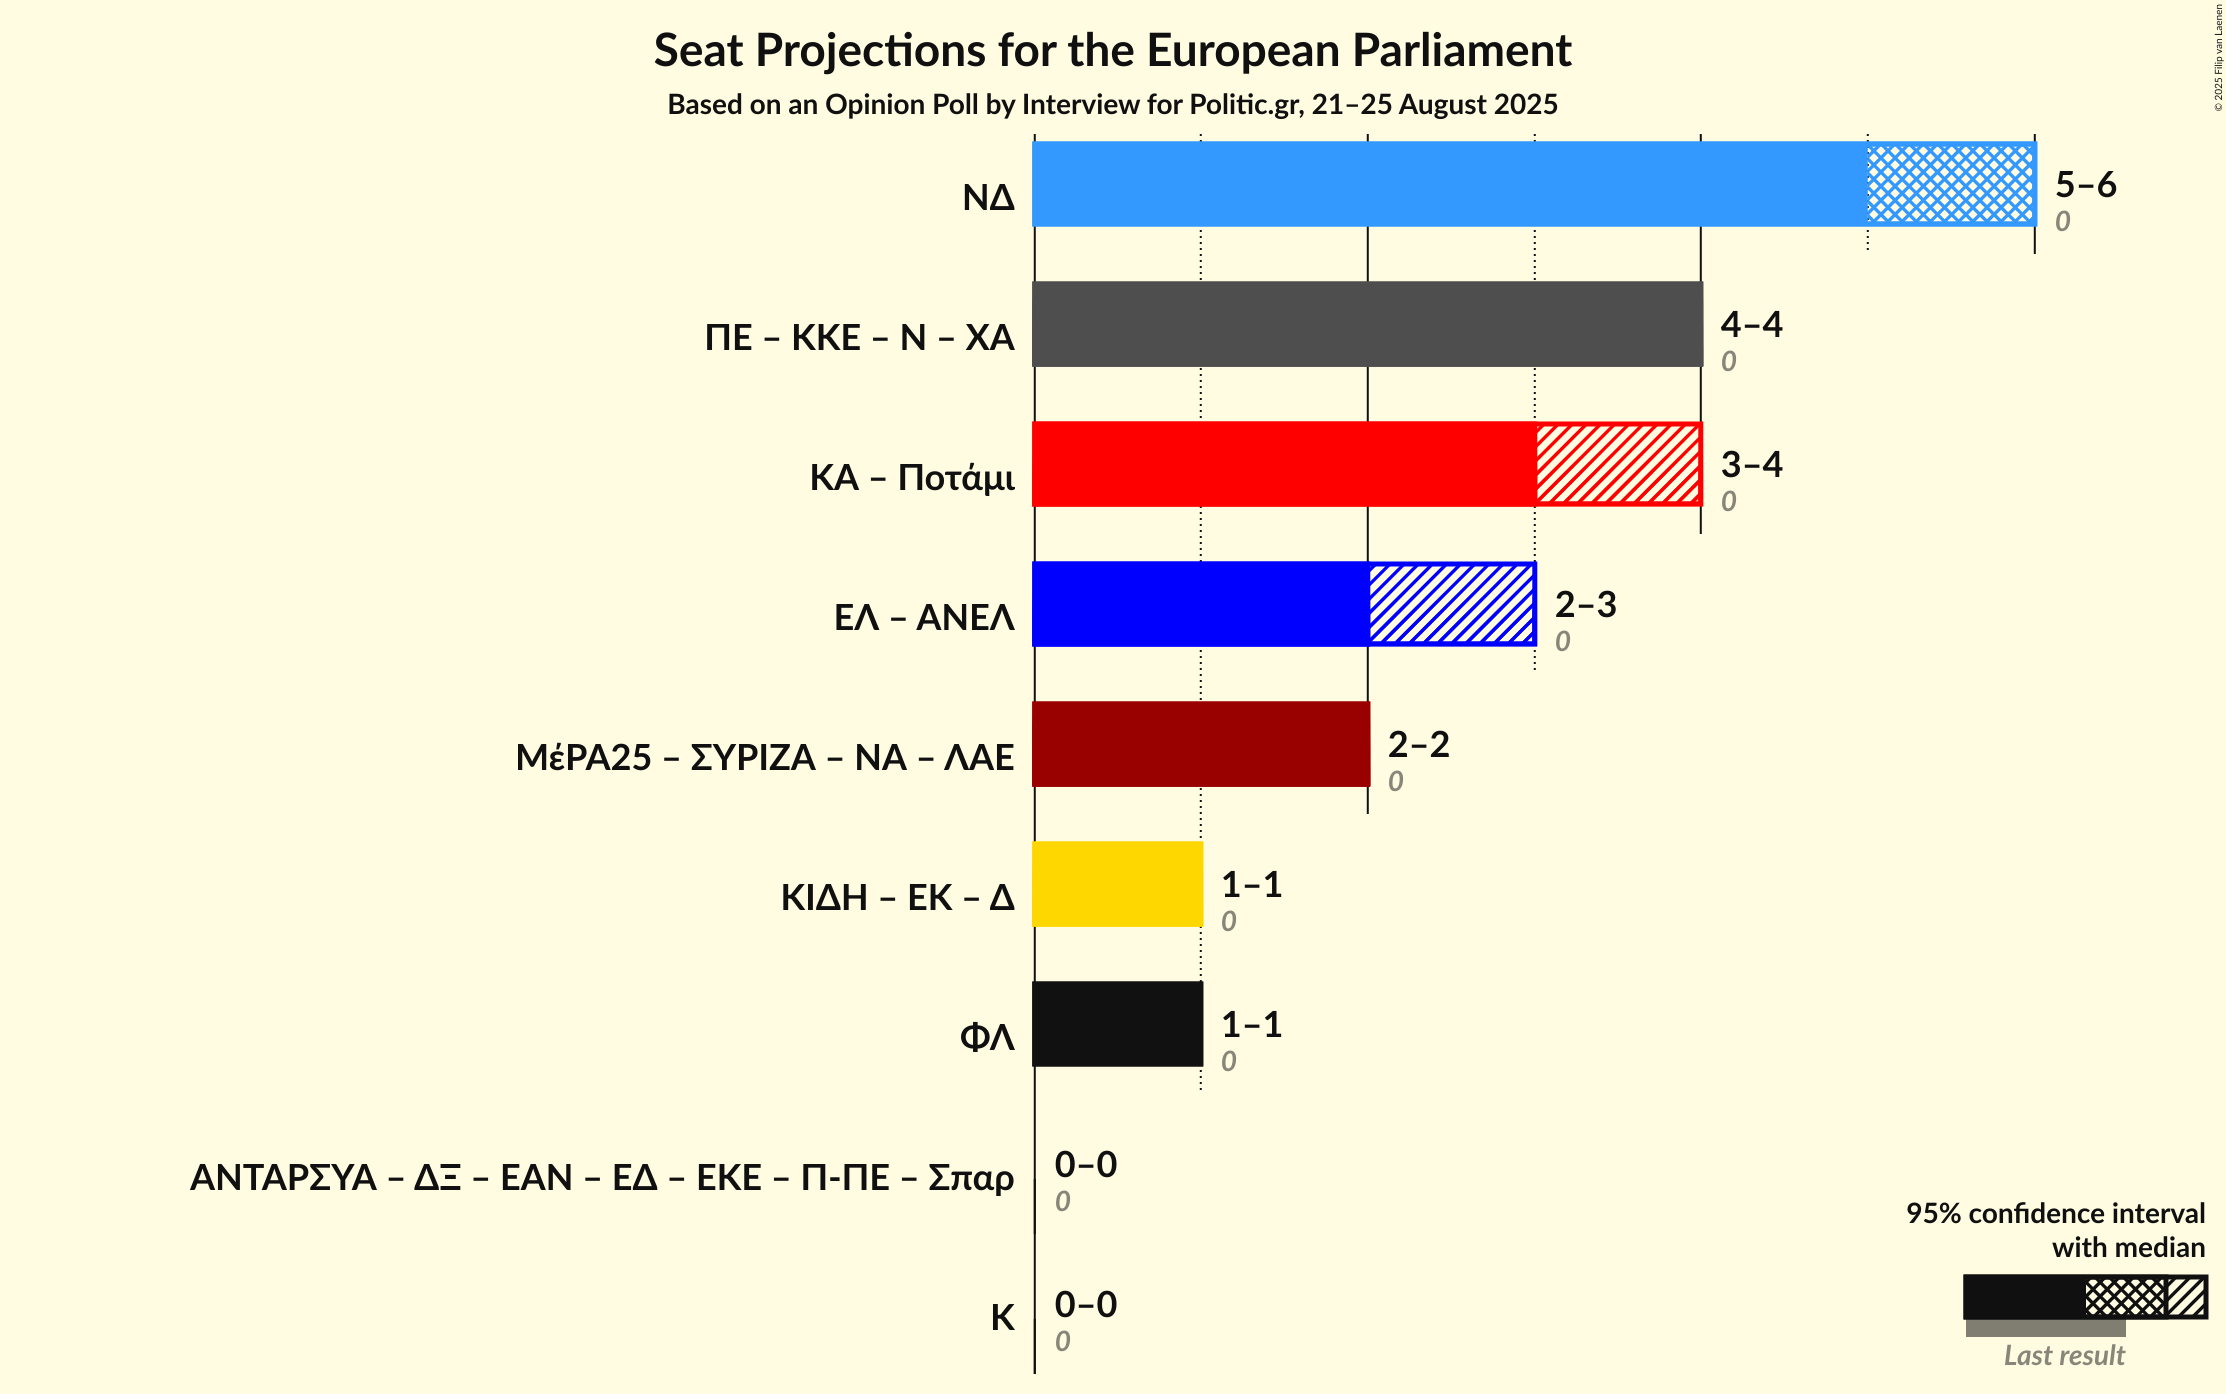 Seat Projections for the European Parliament
Based on an Opinion Poll by Interview for Politic.gr, 21–25 August 2025
© 2025 Filip van Laenen
ΝΔ
5–6
0
ΠΕ – ΚΚΕ – Ν – ΧΑ
4–4
0
ΚΑ – Ποτάμι
3–4
0
ΕΛ – ΑΝΕΛ
2–3
0
ΜέΡΑ25 – ΣΥΡΙΖΑ – ΝΑ – ΛΑΕ
2–2
0
ΚΙΔΗ – ΕΚ – Δ
1–1
0
ΦΛ
1–1
0
ΑΝΤΑΡΣΥΑ – ΔΞ – ΕΑΝ – ΕΔ – ΕΚΕ – Π-ΠΕ – Σπαρ
0–0
0
Κ
0–0
0
95% confidence interval
with median
Last result